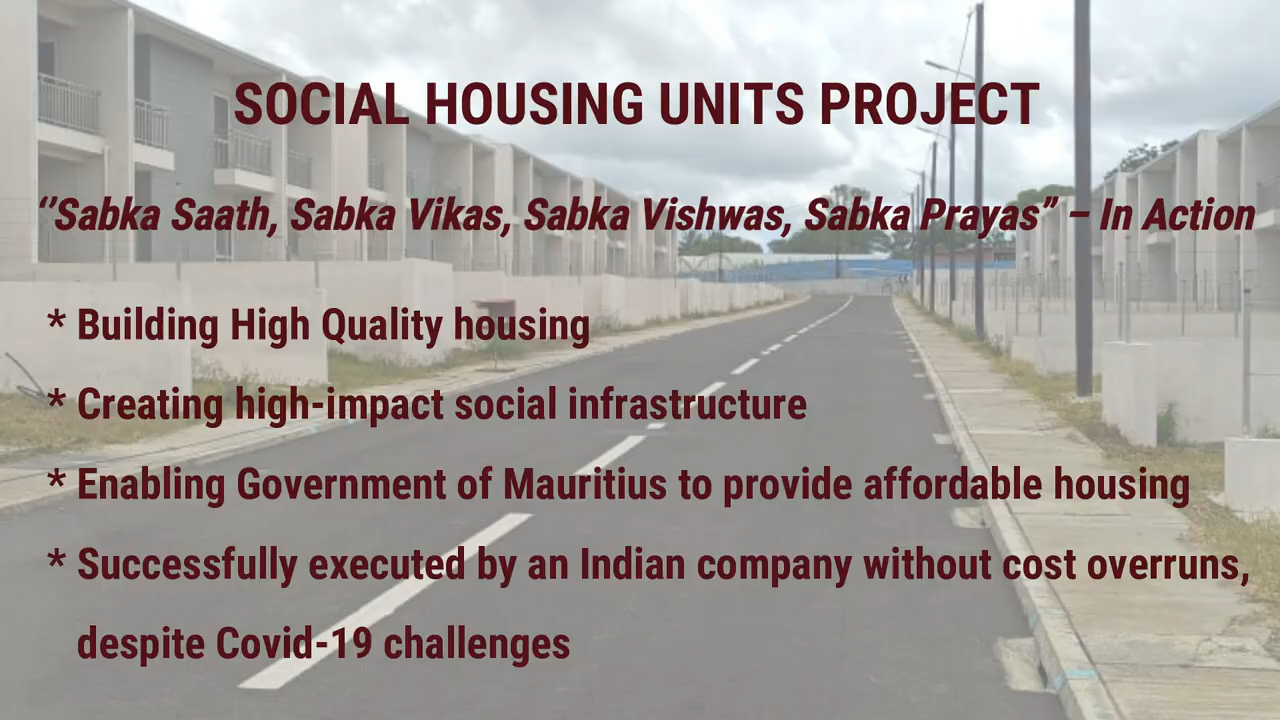 SOCIAL HOUSING UNITS PROJECT
‘’Sabka Saath, Sabka Vikas, Sabka Vishwas, Sabka Prayas” – In Action
* Building High Quality housing
* Creating high-impact social infrastructure
* Enabling Government of Mauritius to provide affordable housing
* Successfully executed by an Indian company without cost overruns,
despite Covid-19 challenges